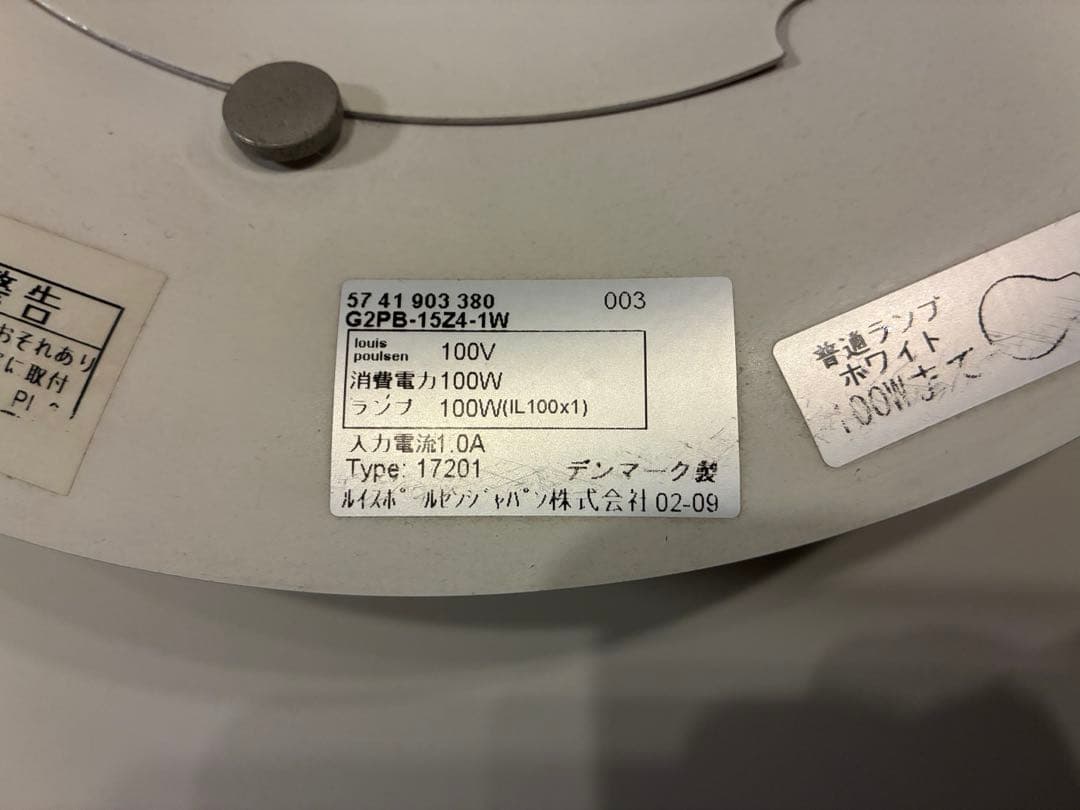 警告
おそれあり
に取付
57 41 903 380 003
G2PB-15Z4-1W
louis
poulsen
100V
消費電力100W
ランプ 100W(IL100x1)
入力電流1.0A
Type: 17201 デンマーク製
ルイスポールセンジャパン株式会社 02-09
普通ランプ
ホワイト
100Wまで